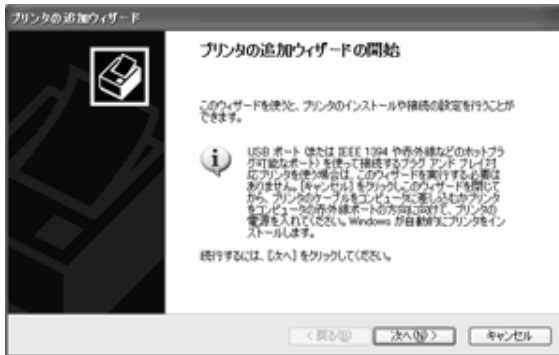 プリンタの追加ウィザード
プリンタの追加ウィザードの開始
このウィザードを使うと、プリンタのインストールや接続の設定を行うことが
できます。
USB ポート (または IEEE 1394 や赤外線などのホットプラ
グ可能なポート) を使って接続するプラグ アンド プレイ対
応プリンタを使う場合は、このウィザードを実行する必要は
ありません。[キャンセル] をクリックしこのウィザードを閉じて
から、プリンタのケーブルをコンピュータに差し込むかプリンタ
をコンピュータの赤外線ポートの方向に向けて、プリンタの
電源を入れてください。Windows が自動的にプリンタをイン
ストールします。
続行するには、[次へ] をクリックしてください。
< 戻る(B)
次へ(N) >
キャンセル